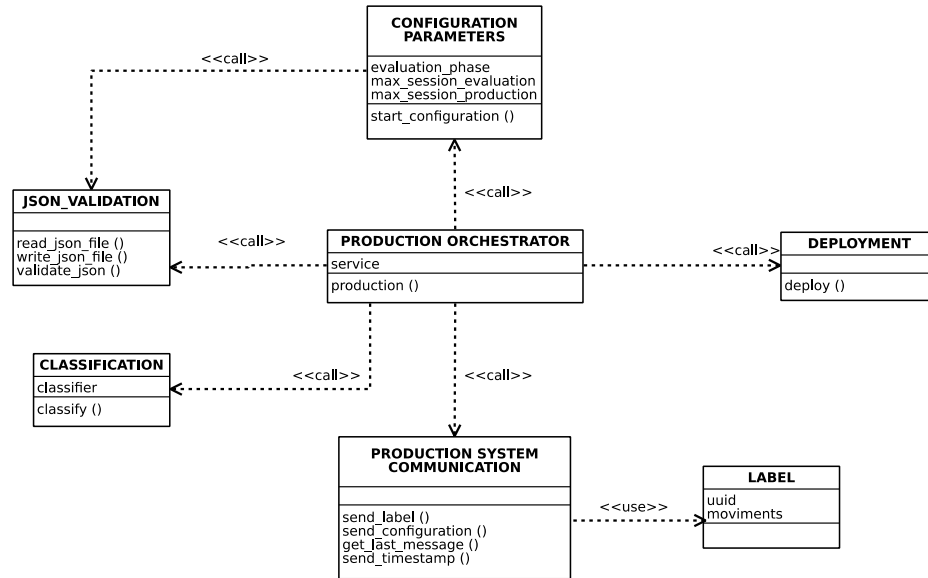 CONFIGURATION
PARAMETERS
evaluation_phase
max_session_evaluation
max_session_production
start_configuration ()
<<call>>
<<call>>
JSON_VALIDATION
read_json_file ()
write_json_file ()
validate_json ()
<<call>>
PRODUCTION ORCHESTRATOR
service
production ()
<<call>>
DEPLOYMENT
deploy ()
CLASSIFICATION
classifier
classify ()
<<call>>
<<call>>
PRODUCTION SYSTEM
COMMUNICATION
send_label ()
send_configuration ()
get_last_message ()
send_timestamp ()
<<use>>
LABEL
uuid
moviments